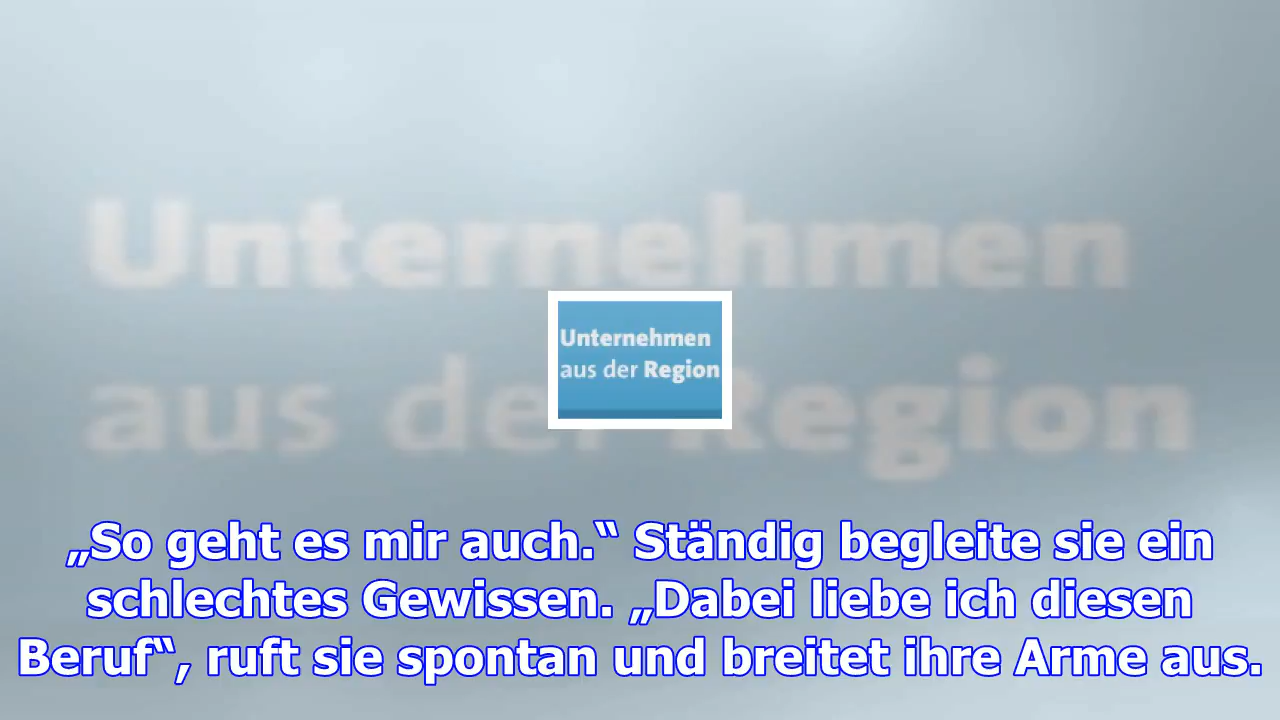 Unternehmen
aus der Region
Unternehmen
aus der Region
„So geht es mir auch.“ Ständig begleite sie ein
schlechtes Gewissen. „Dabei liebe ich diesen
Beruf“, ruft sie spontan und breitet ihre Arme aus.